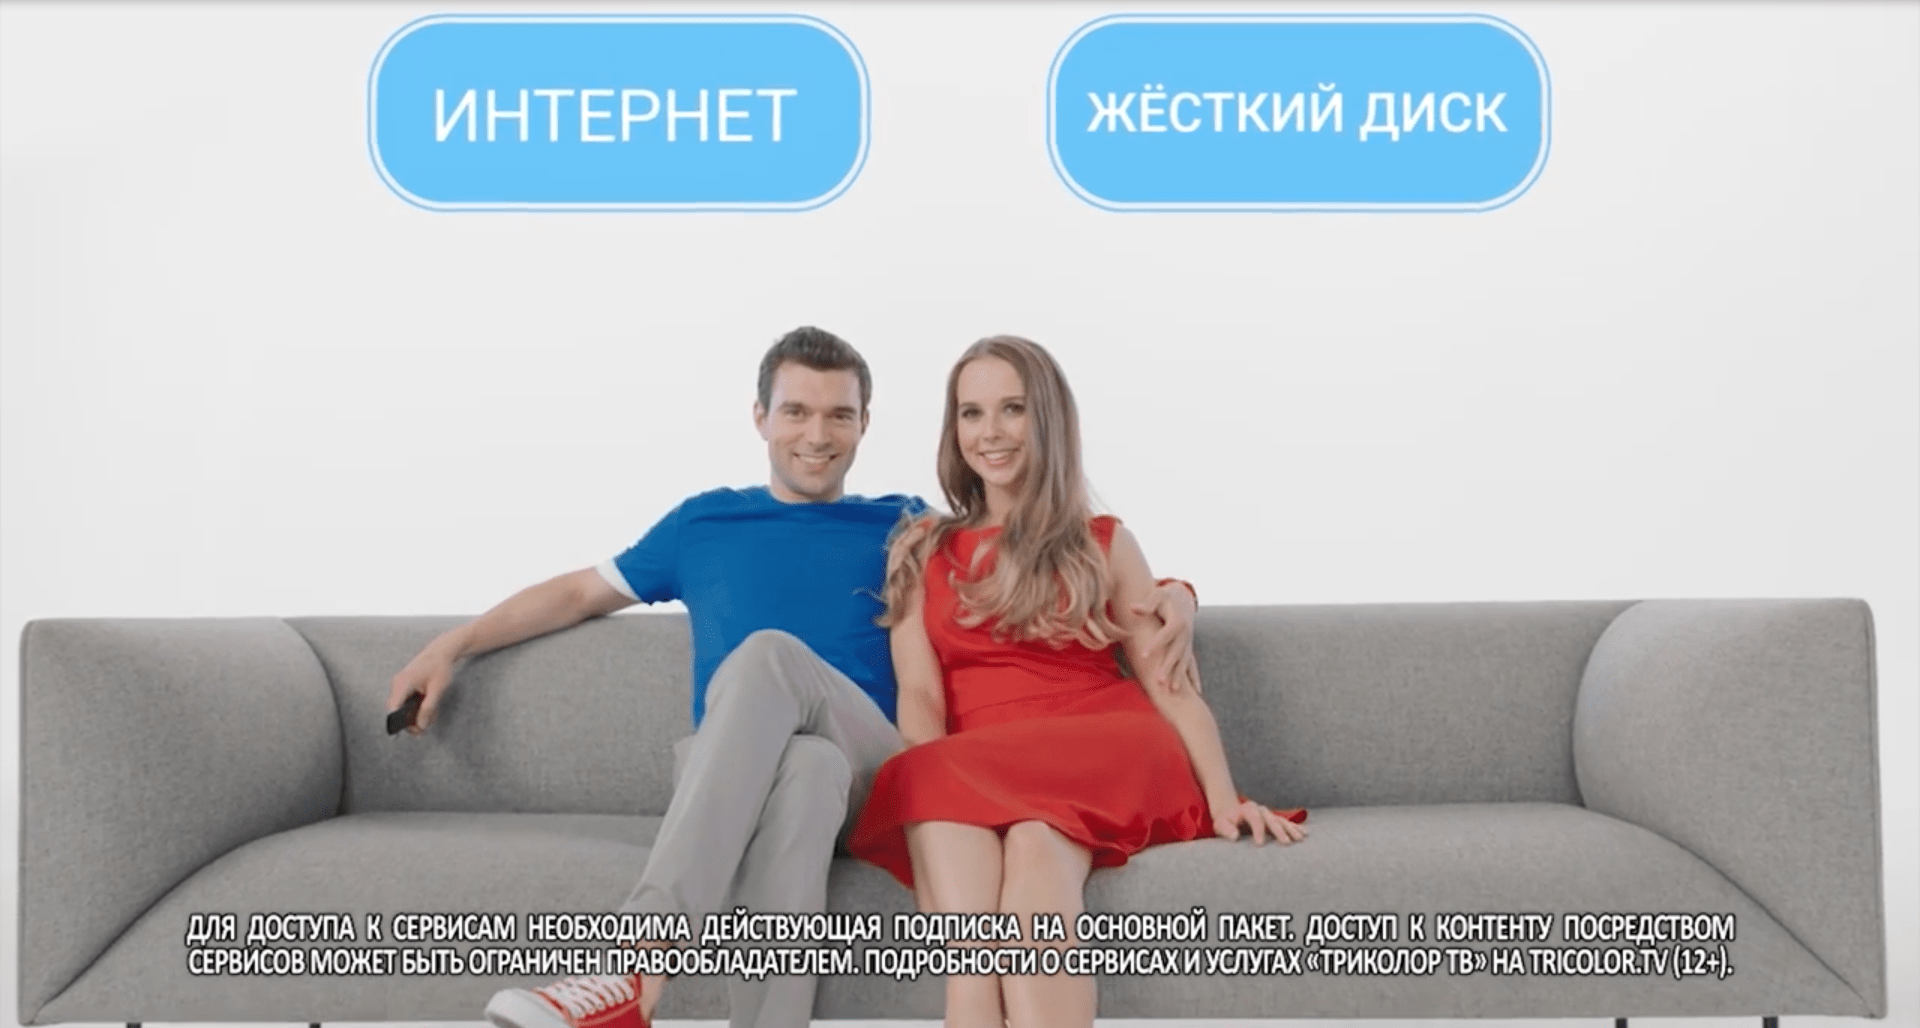 ИНТЕРНЕТ
ЖЁСТКИЙ ДИСК
ДЛЯ ДОСТУПА К СЕРВИСАМ НЕОБХОДИМА ДЕЙСТВУЮЩАЯ ПОДПИСКА НА ОСНОВНОЙ ПАКЕТ. ДОСТУП К КОНТЕНТУ ПОСРЕДСТВОМ
СЕРВИСОВ МОЖЕТ БЫТЬ ОГРАНИЧЕН ПРАВООБЛАДАТЕЛЕМ. ПОДРОБНОСТИ О СЕРВИСАХ И УСЛУГАХ «ТРИКОЛОР ТВ» НА TRICOLOR.TV (12+).